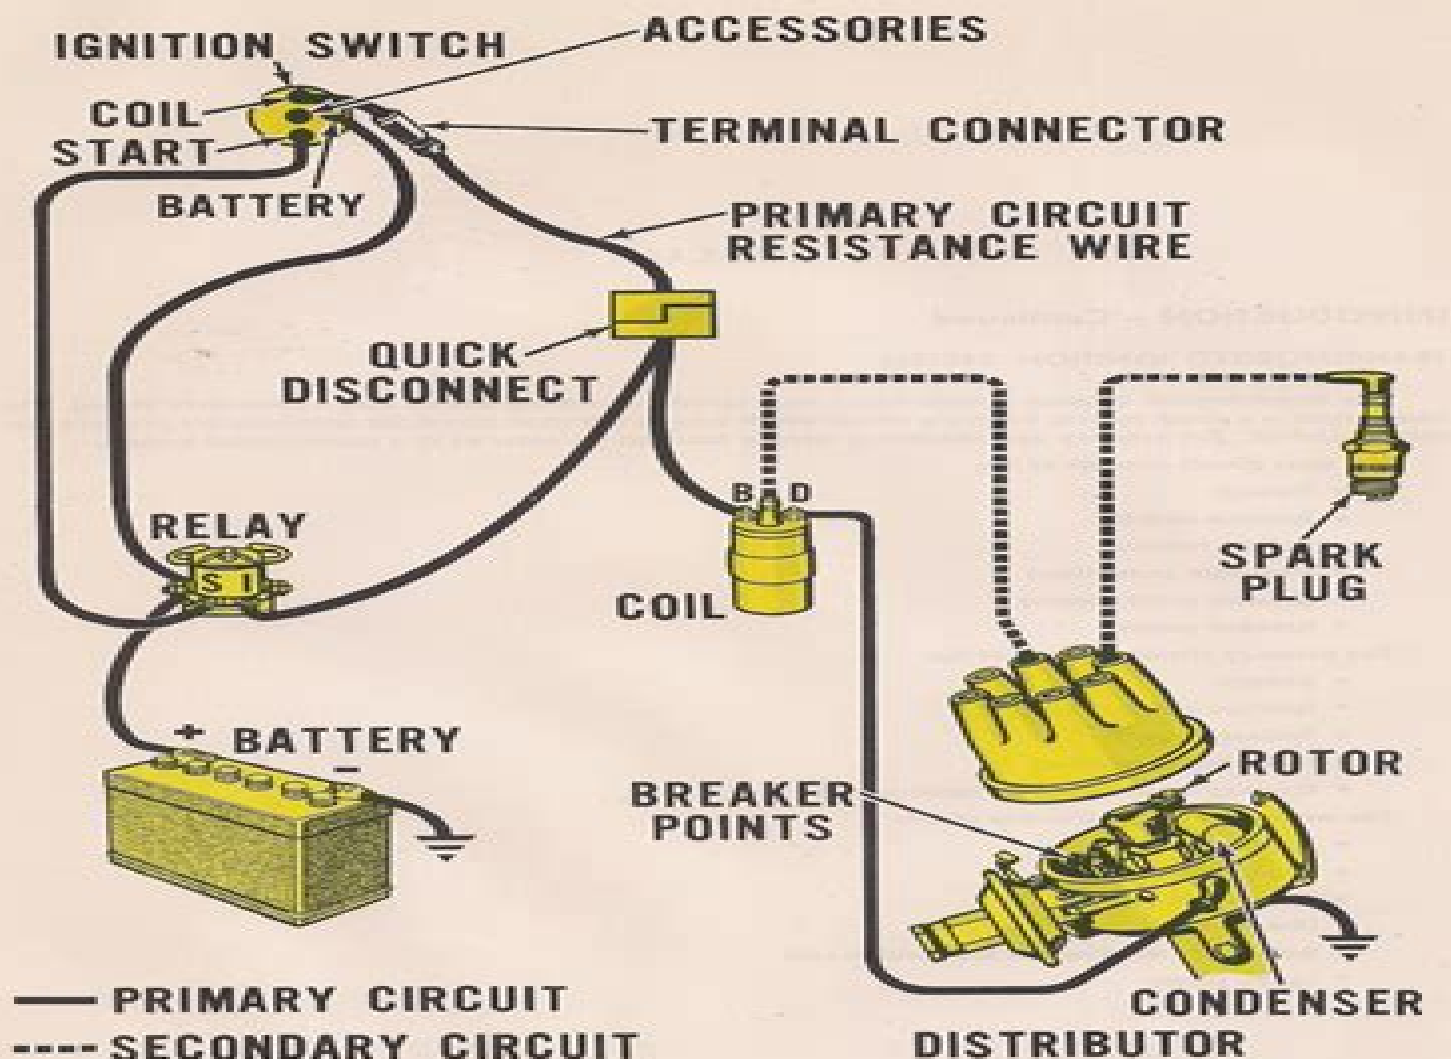 IGNITION SWITCH
ACCESSORIES
COIL
START
BATTERY
TERMINAL CONNECTOR
PRIMARY CIRCUIT
RESISTANCE WIRE
QUICK
DISCONNECT
B D
RELAY
S I
COIL
SPARK
PLUG
+ BATTERY
-
ROTOR
BREAKER
POINTS
CONDENSER
DISTRIBUTOR
PRIMARY CIRCUIT
SECONDARY CIRCUIT